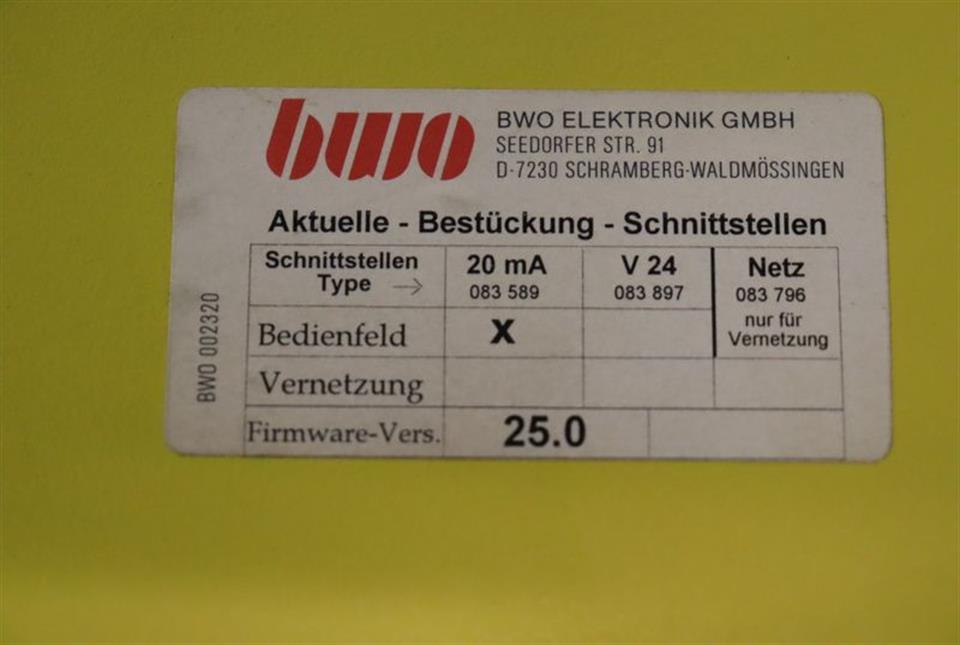 bwo
BWO ELEKTRONIK GMBH
SEEDORFER STR. 91
D-7230 SCHRAMBERG-WALDMÖSSINGEN
Aktuelle - Bestückung - Schnittstellen
Schnittstellen Type → 20 mA 083 589 V 24 083 897 Netz 083 796 nur für Vernetzung
Bedienfeld X
Vernetzung
Firmware-Vers. 25.0
BWO 002320